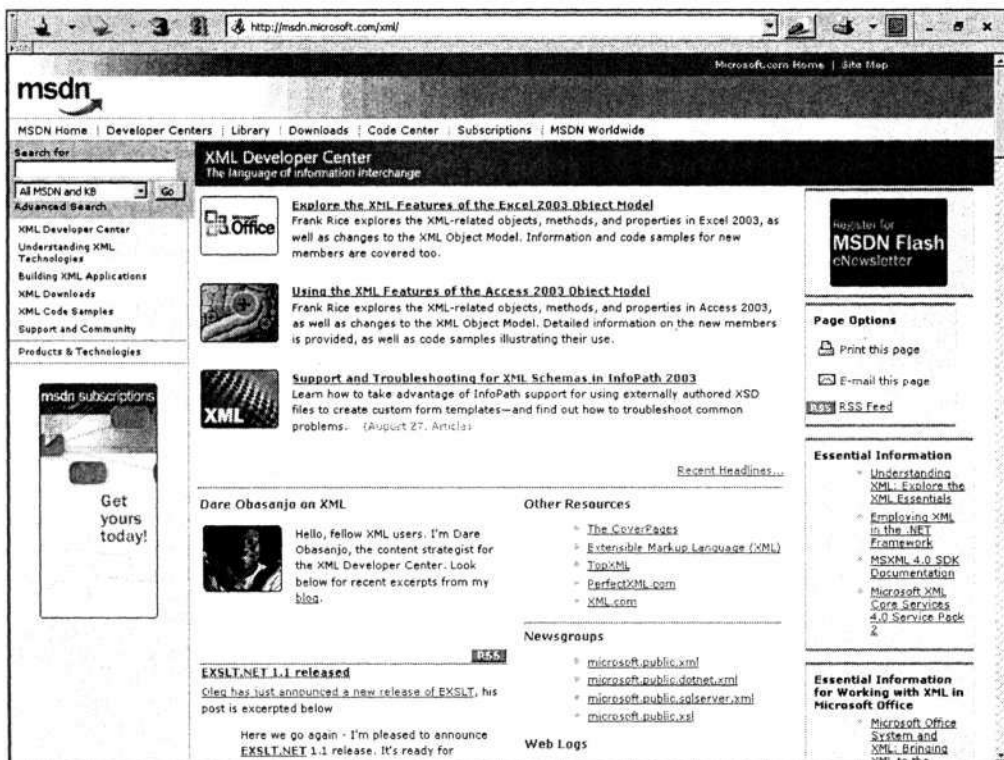 http://msdn.microsoft.com/xml/
Microsoft.com Home | Site Map
msdn
MSDN Home | Developer Centers | Library | Downloads | Code Center | Subscriptions | MSDN Worldwide
Search for
All MSDN and KB
Go
Advanced Search
XML Developer Center
Understanding XML
Technologies
Building XML Applications
XML Downloads
XML Code Samples
Support and Community
Products & Technologies
msdn subscriptions
Get
yours
today!
XML Developer Center
The language of information interchange
Microsoft
Office
Explore the XML Features of the Excel 2003 Object Model
Frank Rice explores the XML-related objects, methods, and properties in Excel 2003, as
well as changes to the XML Object Model. Information and code samples for new
members are covered too.
Using the XML Features of the Access 2003 Object Model
Frank Rice explores the XML-related objects, methods, and properties in Access 2003,
as well as changes to the XML Object Model. Detailed information on the new members
is provided, as well as code samples illustrating their use.
XML
Support and Troubleshooting for XML Schemas in InfoPath 2003
Learn how to take advantage of InfoPath support for using externally authored XSD
files to create custom form templates—and find out how to troubleshoot common
problems. (August 27, Article)
Recent Headlines...
Dare Obasanjo on XML
Hello, fellow XML users. I'm Dare
Obasanjo, the content strategist for
the XML Developer Center. Look
below for recent excerpts from my
blog.
RSS
EXSLT.NET 1.1 released
Oleg has just announced a new release of EXSLT, his
post is excerpted below
Here we go again - I'm pleased to announce
EXSLT.NET 1.1 release. It's ready for
Other Resources
The CoverPages
Extensible Markup Language (XML)
TopXML
PerfectXML.com
XML.com
Newsgroups
microsoft.public.xml
microsoft.public.dotnet.xml
microsoft.public.sqlserver.xml
microsoft.public.xsl
Web Logs
Register for
MSDN Flash
eNewsletter
Page Options
Print this page
E-mail this page
RSS RSS Feed
Essential Information
Understanding
XML: Explore the
XML Essentials
Employing XML
in the .NET
Framework
MSXML 4.0 SDK
Documentation
Microsoft XML
Core Services
4.0 Service Pack
2
Essential Information
for Working with XML in
Microsoft Office
Microsoft Office
System and
XML: Bringing
XML to the